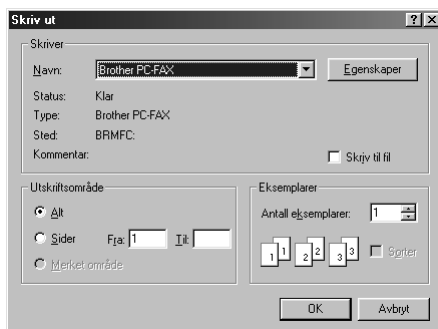 Skriv ut
Skriver
Navn: Brother PC-FAX Egenskaper
Status: Klar
Type: Brother PC-FAX
Sted: BRMFC:
Kommentar: Skriv til fil
Utskriftsområde
Alt
Sider Fra: 1 Til:
Merket område
Eksemplarer
Antall eksemplarer: 1
1 1 2 2 3 3 Sorter
OK Avbryt